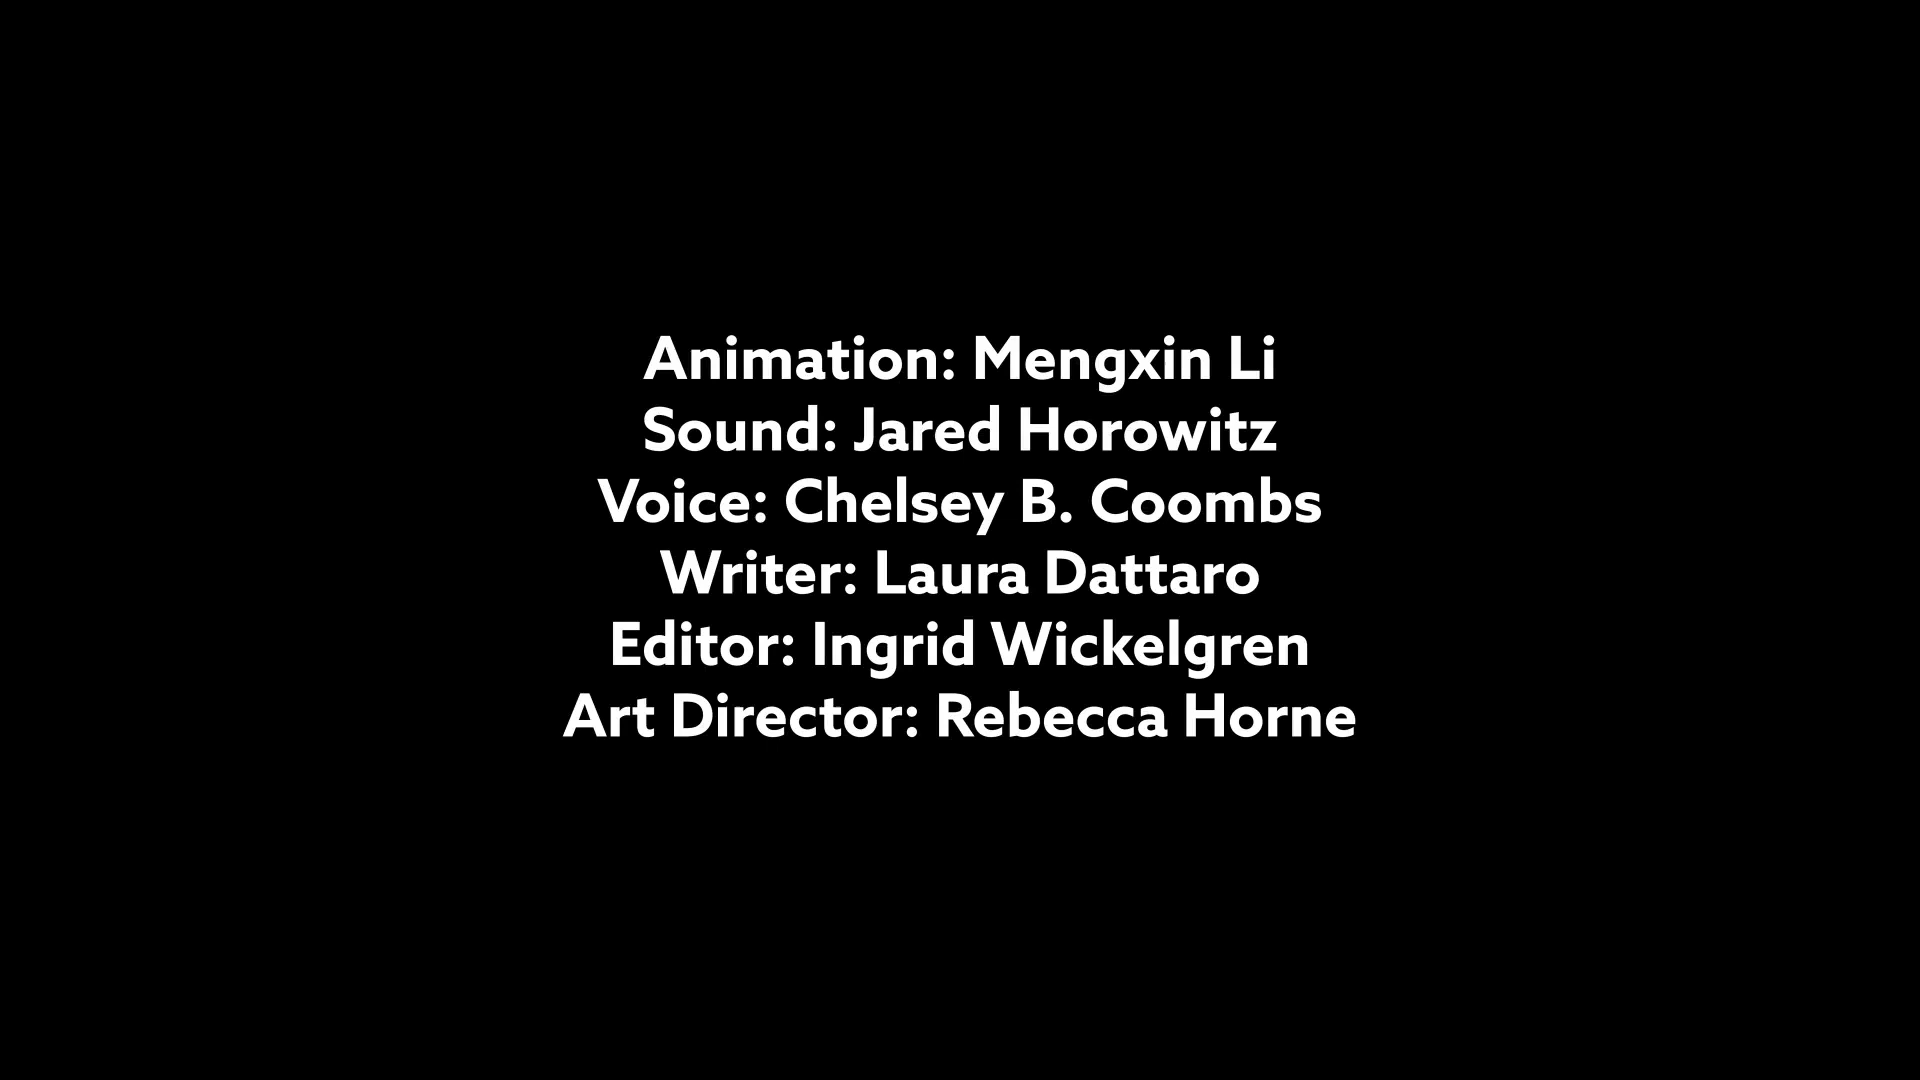 Animation: Mengxin Li
Sound: Jared Horowitz
Voice: Chelsey B. Coombs
Writer: Laura Dattaro
Editor: Ingrid Wickelgren
Art Director: Rebecca Horne